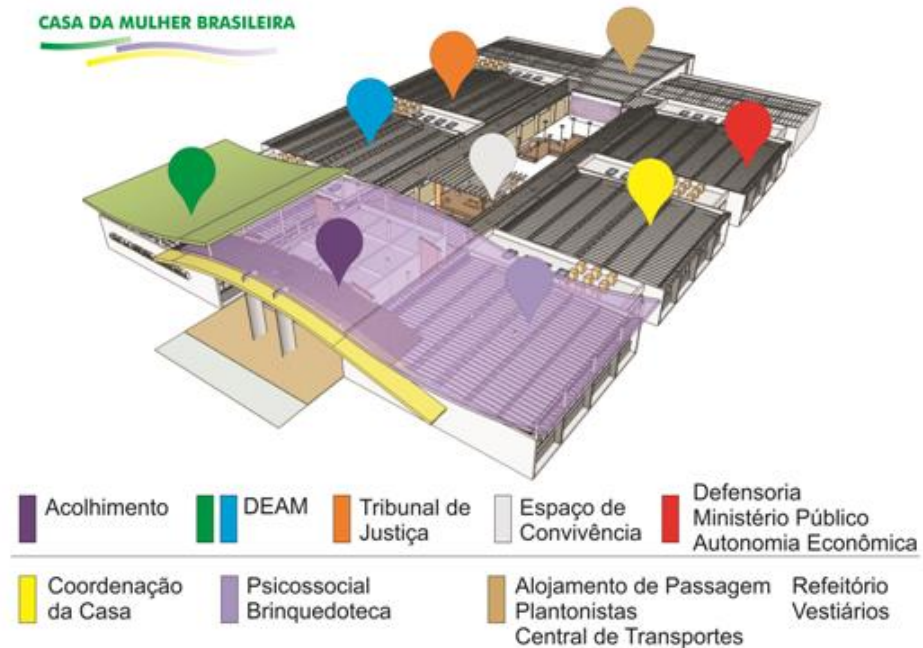 CASA DA MULHER BRASILEIRA
Acolhimento
DEAM
Tribunal de
Justiça
Espaço de
Convivência
Defensoria
Ministério Público
Autonomia Econômica
Coordenação
da Casa
Psicossocial
Brinquedoteca
Alojamento de Passagem
Plantonistas
Central de Transportes
Refeitório
Vestiários